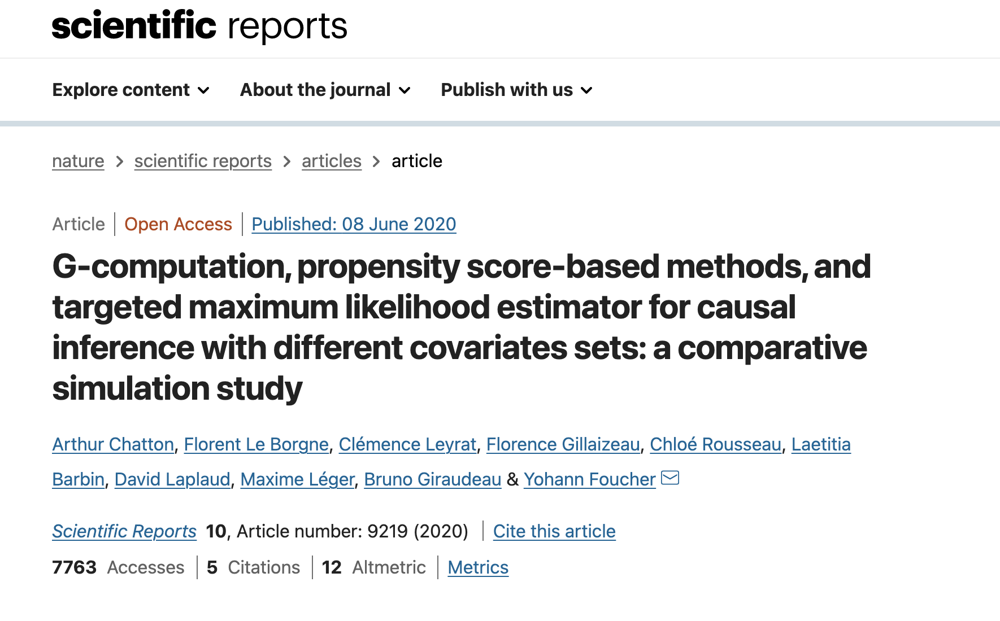 scientific reports
Explore content About the journal Publish with us
nature > scientific reports > articles > article
Article | Open Access | Published: 08 June 2020
G-computation, propensity score-based methods, and
targeted maximum likelihood estimator for causal
inference with different covariates sets: a comparative
simulation study
Arthur Chatton, Florent Le Borgne, Clémence Leyrat, Florence Gillaizeau, Chloé Rousseau, Laetitia
Barbin, David Laplaud, Maxime Léger, Bruno Giraudeau & Yohann Foucher
Scientific Reports 10, Article number: 9219 (2020) | Cite this article
7763 Accesses | 5 Citations | 12 Altmetric | Metrics